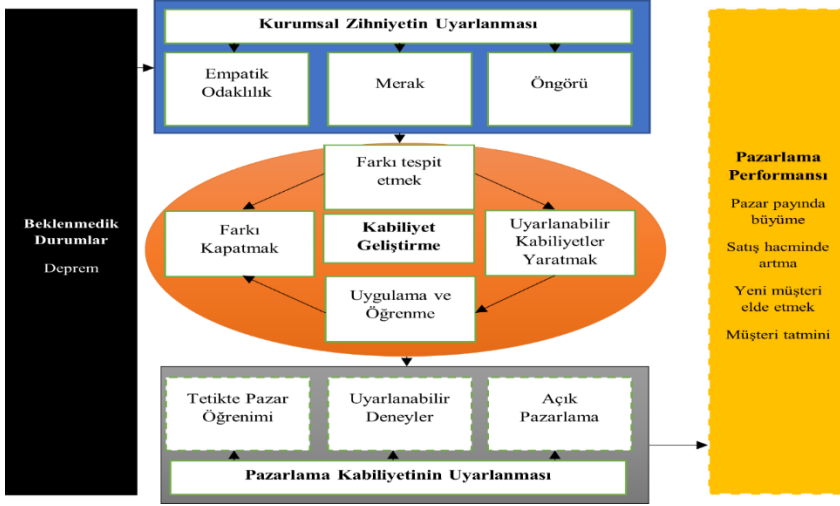 Beklenmedik
Durumlar
Deprem
Kurumsal Zihniyetin Uyarlanması
Empatik
Odaklılık
Merak
Öngörü
Farkı tespit
etmek
Farkı
Kapatmak
Kabiliyet
Geliştirme
Uyarlanabilir
Kabiliyetler
Yaratmak
Uygulama ve
Öğrenme
Tetikte Pazar
Öğrenimi
Uyarlanabilir
Deneyler
Açık
Pazarlama
Pazarlama Kabiliyetinin Uyarlanması
Pazarlama
Performansı
Pazar payında
büyüme
Satış hacminde
artma
Yeni müşteri
elde etmek
Müşteri tatmini